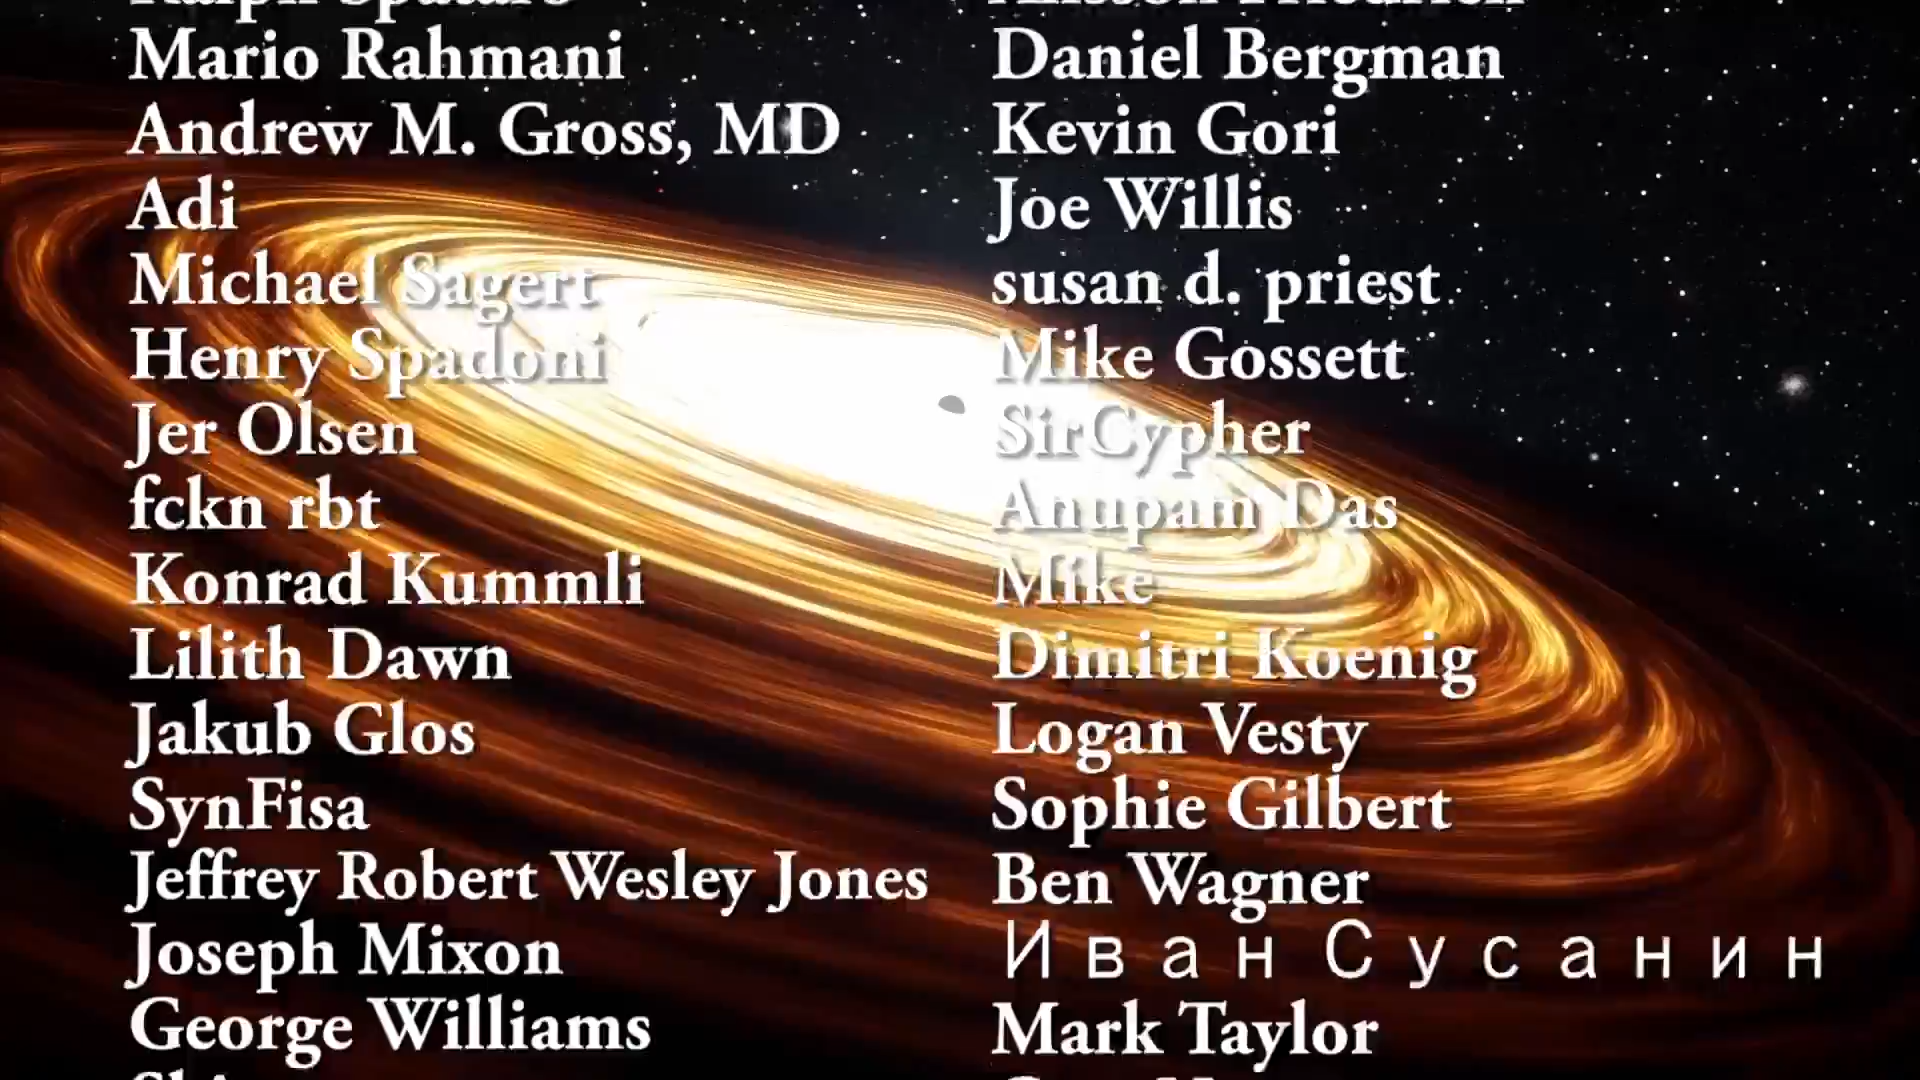 Mario Rahmani
Andrew M. Gross, MD
Adi
Michael Sagert
Henry Spadoni
Jer Olsen
fckn rbt
Konrad Kummli
Lilith Dawn
Jakub Glos
SynFisa
Jeffrey Robert Wesley Jones
Joseph Mixon
George Williams
Daniel Bergman
Kevin Gori
Joe Willis
susan d. priest
Mike Gossett
SirCypher
Anupam Das
Mike
Dimitri Koenig
Logan Vesty
Sophie Gilbert
Ben Wagner
Иван Сусанин
Mark Taylor